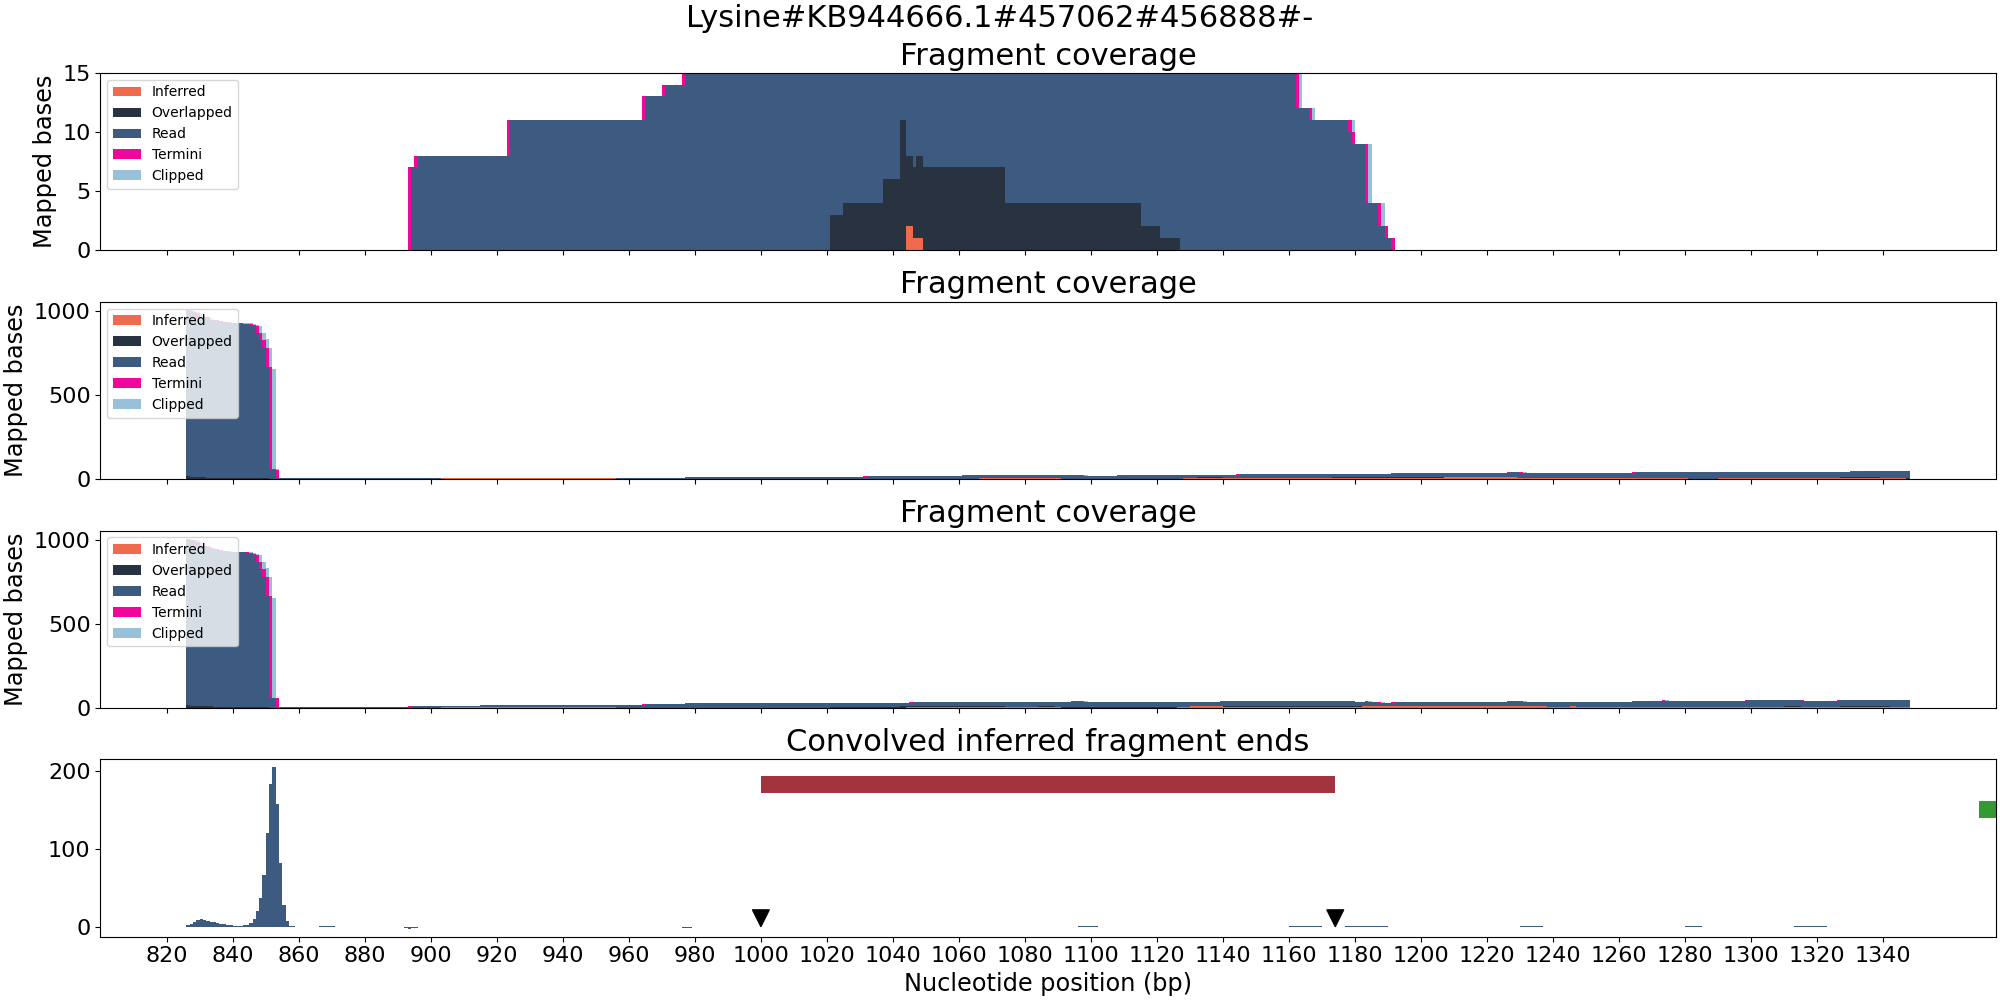 Lysine#KB944666.1#457062#456888#-
Fragment coverage
Mapped bases
15
10
5
0
Inferred
Overlapped
Read
Termini
Clipped
Fragment coverage
Mapped bases
1000
500
0
Inferred
Overlapped
Read
Termini
Clipped
Fragment coverage
Mapped bases
1000
500
0
Inferred
Overlapped
Read
Termini
Clipped
Convolved inferred fragment ends
200
100
0
820 840 860 880 900 920 940 960 980 1000 1020 1040 1060 1080 1100 1120 1140 1160 1180 1200 1220 1240 1260 1280 1300 1320 1340
Nucleotide position (bp)